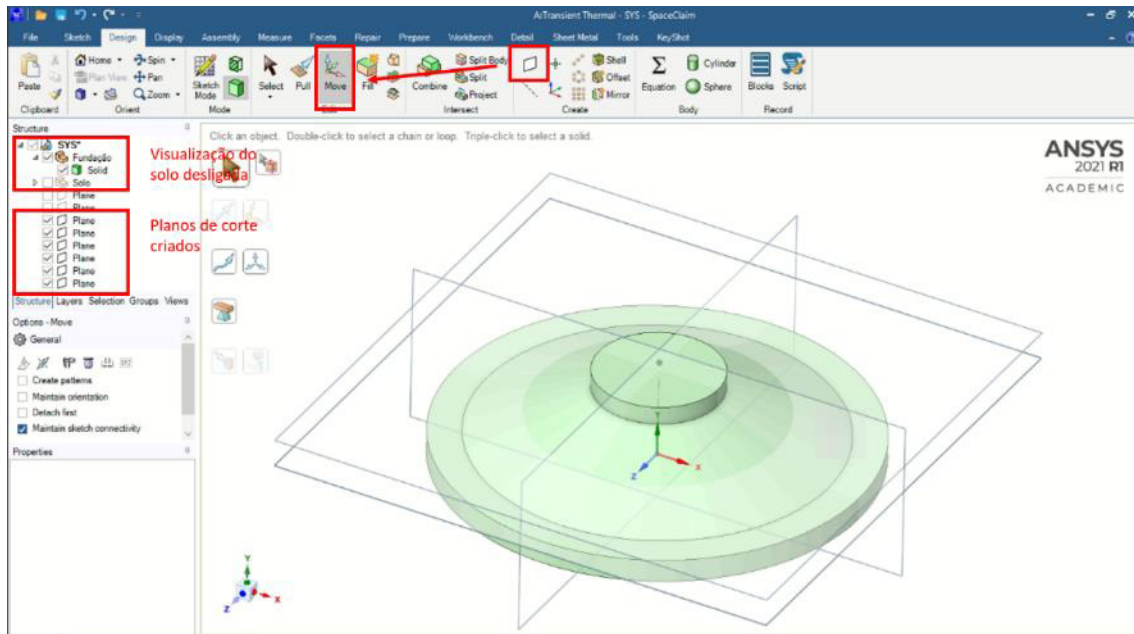 A:Transient Thermal - SYS - SpaceClaim
File Sketch Design Display Assembly Measure Facets Repair Prepare Workbench Detail Sheet Metal Tools KeyShot
Home Spin Split Body Shell Cylinder
Plan View Pan Split Offset
Zoom Project Mirror Sphere
Paste Sketch Mode Select Pull Move Fill Combine Equation Blocks Script
Clipboard Orient Mode Edit Intersect Create Body Record
Structure
Click an object. Double-click to select a chain or loop. Triple-click to select a solid.
SYS*
Fundação
Solid
Solo
Plane
Plane
Plane
Plane
Plane
Plane
Plane
Visualização do
solo desligada
Planos de corte
criados
ANSYS
2021 R1
ACADEMIC
Structure Layers Selection Groups Views
Options - Move
General
Create patterns
Maintain orientation
Detach first
Maintain sketch connectivity
Properties
Y
X
Z
Y
X
Z